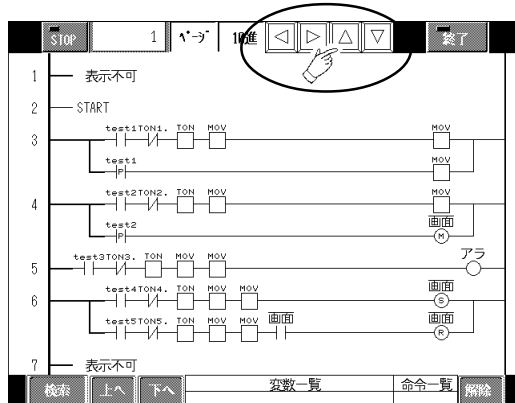 STOP 1 ページ 10進 終了
1 表示不可
2 START
3 test1TON1. TON MOV MOV
test1 MOV
4 test2TON2. TON MOV MOV
test2 P 画面 M
5 test3TON3. TON MOV MOV アラ
6 test4TON4. TON MOV MOV 画面 S
test5TON5. TON MOV MOV 画面 画面 R
7 表示不可
検索 上へ 下へ 変数一覧 命令一覧 解除